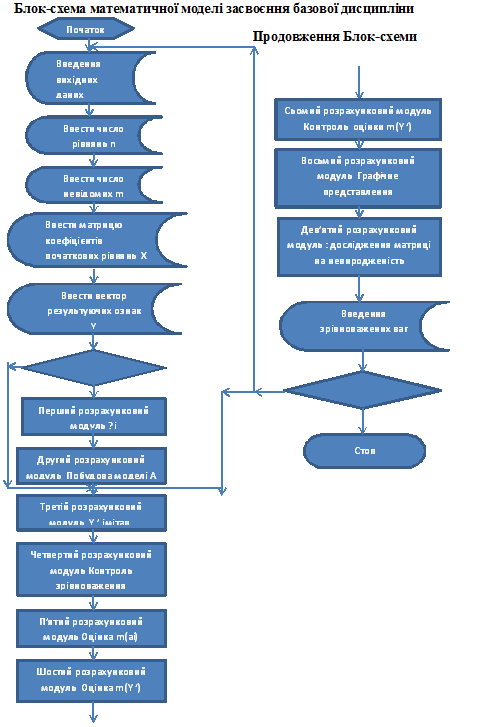 Блок-схема математичної моделі засвоєння базової дисципліни
Початок
Введення
вихідних
даних
Ввести число
рівнянь n
Ввести число
невідомих m
Ввести матрицю
коефіцієнтів
початкових рівнянь X
Ввести вектор
результуючих ознак
Y
Перший розрахунковий
модуль ? i
Другий розрахунковий
модуль Побудова моделі А
Третій розрахунковий
модуль Y ‘ імітац
Четвертий розрахунковий
модуль Контроль
зрівноваження
П’ятий розрахунковий
модуль Оцінка m(ai)
Шостий розрахунковий
модуль Оцінка m(Y ‘)
Продовження Блок-схеми
Сьомий розрахунковий модуль
Контроль оцінки m(Y ‘)
Восьмий розрахунковий
модуль Графічне
представлення
Дев’ятий розрахунковий
модуль : дослідження матриці
на невиродженість
Введення
зрівноважених ваг
Стоп